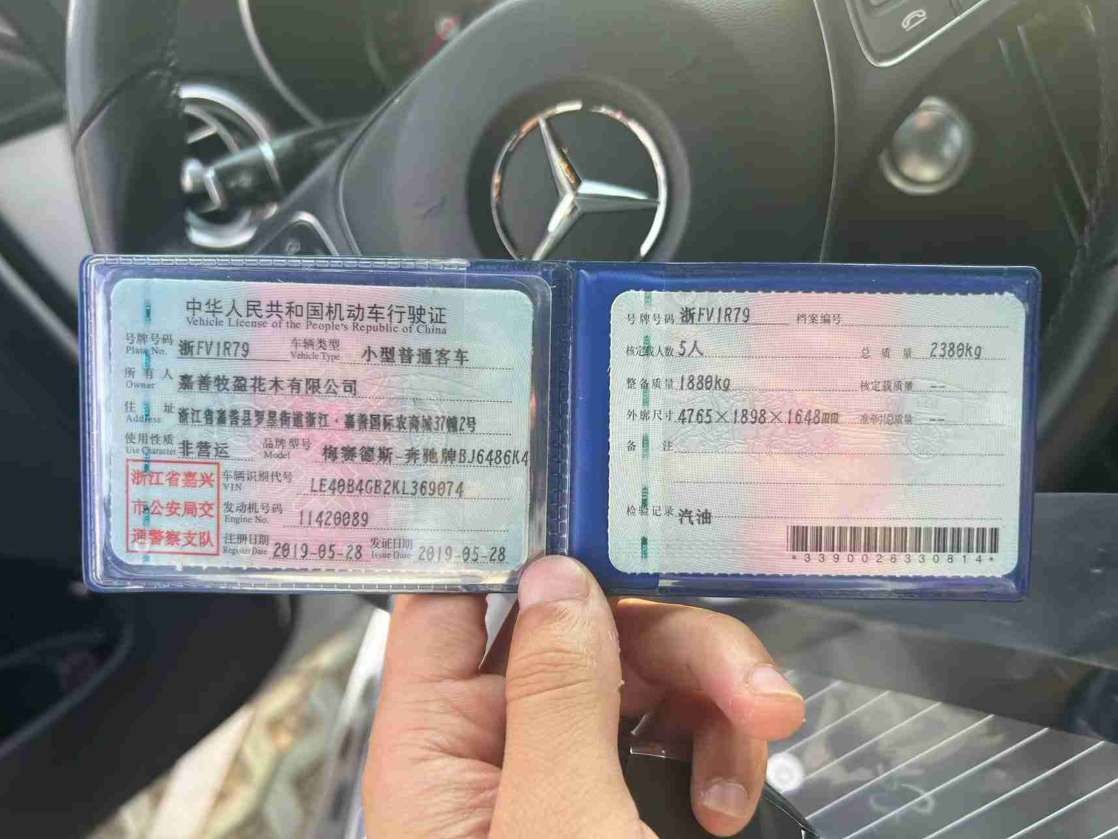 中华人民共和国机动车行驶证
Vehicle License of the People's Republic of China
号牌号码 浙FV1R79 车辆类型 小型普通客车
Plate No. Vehicle Type
所有人 嘉善牧盈花木有限公司
Owner
住址 浙江省嘉善县罗星街道浙江·嘉善国际农商城37幢2号
Address
使用性质 非营运 品牌型号 梅赛德斯-奔驰牌BJ6486K4
Use Character Model
浙江省嘉兴
市公安局交
通警察支队
车辆识别代号 LE40B4GB2KL369074
VIN
发动机号码 11420089
Engine No.
注册日期 2019-05-28 发证日期 2019-05-28
Register Date Issue Date
号牌号码 浙FV1R79 档案编号
核定载人数 5人 总质量 2380kg
整备质量 1880kg 核定载质量 --
外廓尺寸 4765×1898×1648mm 准牵引总质量 --
备注
检验记录 汽油
*3390026330814*